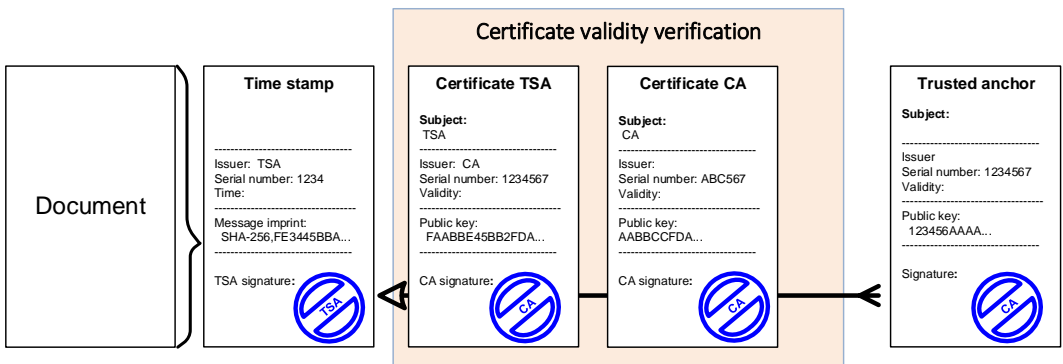 Certificate validity verification
Document
Time stamp
-----------------------------------
Issuer: TSA
Serial number: 1234
Time:
------------------------------------
Message imprint:
SHA-256,FE3445BBA...
-----------------------------------
TSA signature:
TSA
Certificate TSA
Subject:
TSA
-----------------------------------
Issuer: CA
Serial number: 1234567
Validity:
-----------------------------------
Public key:
FAABBE45BB2FDA...
-----------------------------------
CA signature:
CA
Certificate CA
Subject:
CA
-----------------------------------
Issuer:
Serial number: ABC567
Validity:
-----------------------------------
Public key:
AABBCCFDA...
-----------------------------------
CA signature:
CA
Trusted anchor
Subject:
-----------------------------------
Issuer
Serial number: 1234567
Validity:
-----------------------------------
Public key:
123456AAAA...
-----------------------------------
Signature:
CA